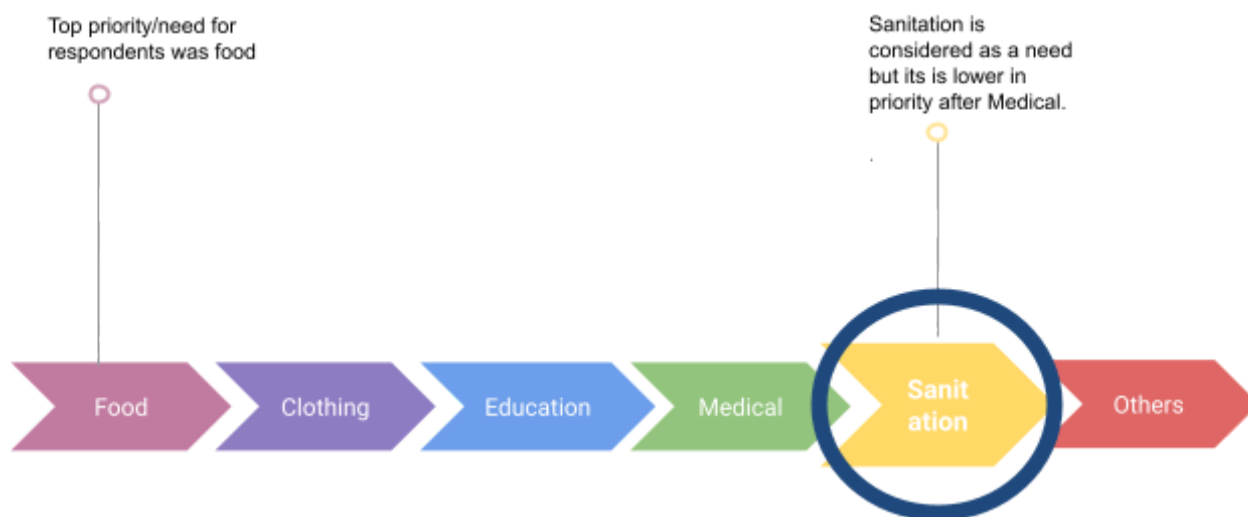 Top priority/need for
respondents was food
Sanitation is
considered as a need
but its is lower in
priority after Medical.
.
Food
Clothing
Education
Medical
Sanit
ation
Others